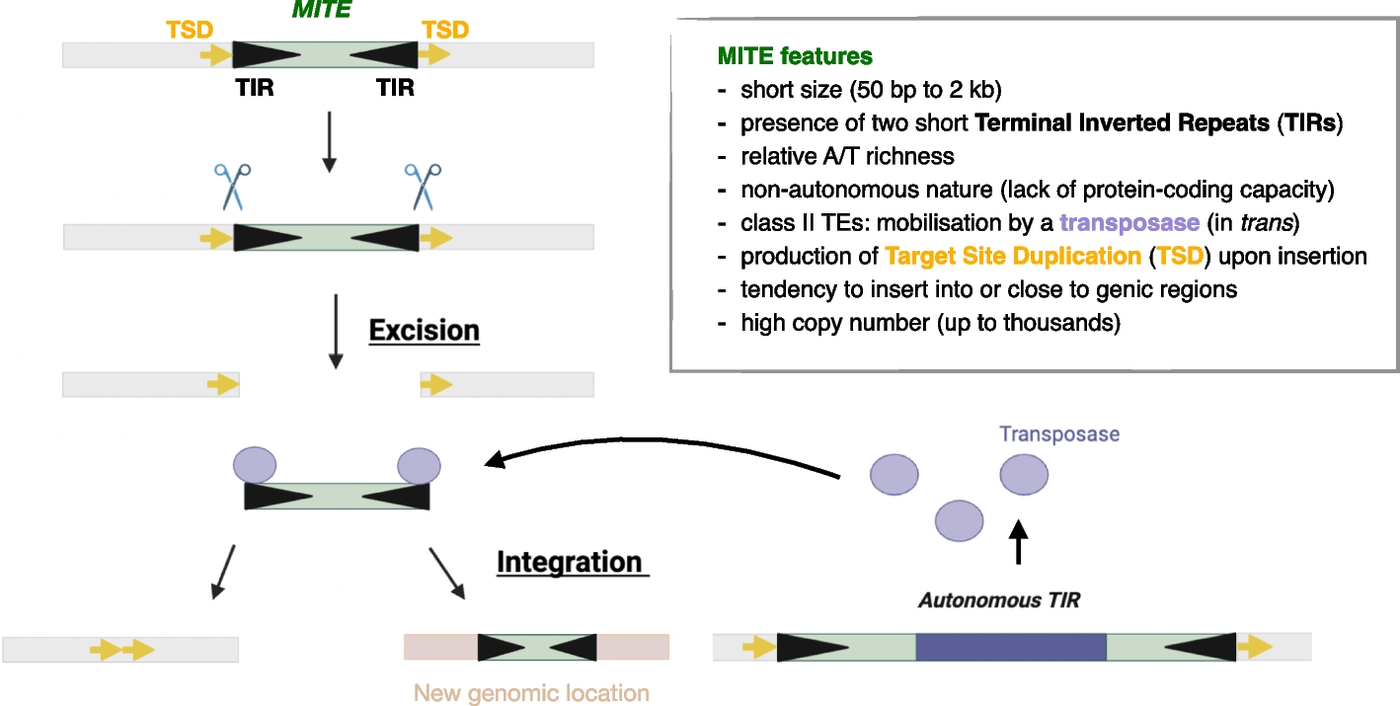 MITE
TSD
TSD
TIR
TIR
MITE features
- short size (50 bp to 2 kb)
- presence of two short Terminal Inverted Repeats (TIRs)
- relative A/T richness
- non-autonomous nature (lack of protein-coding capacity)
- class II TEs: mobilisation by a transposase (in trans)
- production of Target Site Duplication (TSD) upon insertion
- tendency to insert into or close to genic regions
- high copy number (up to thousands)
Excision
Transposase
Integration
Autonomous TIR
New genomic location